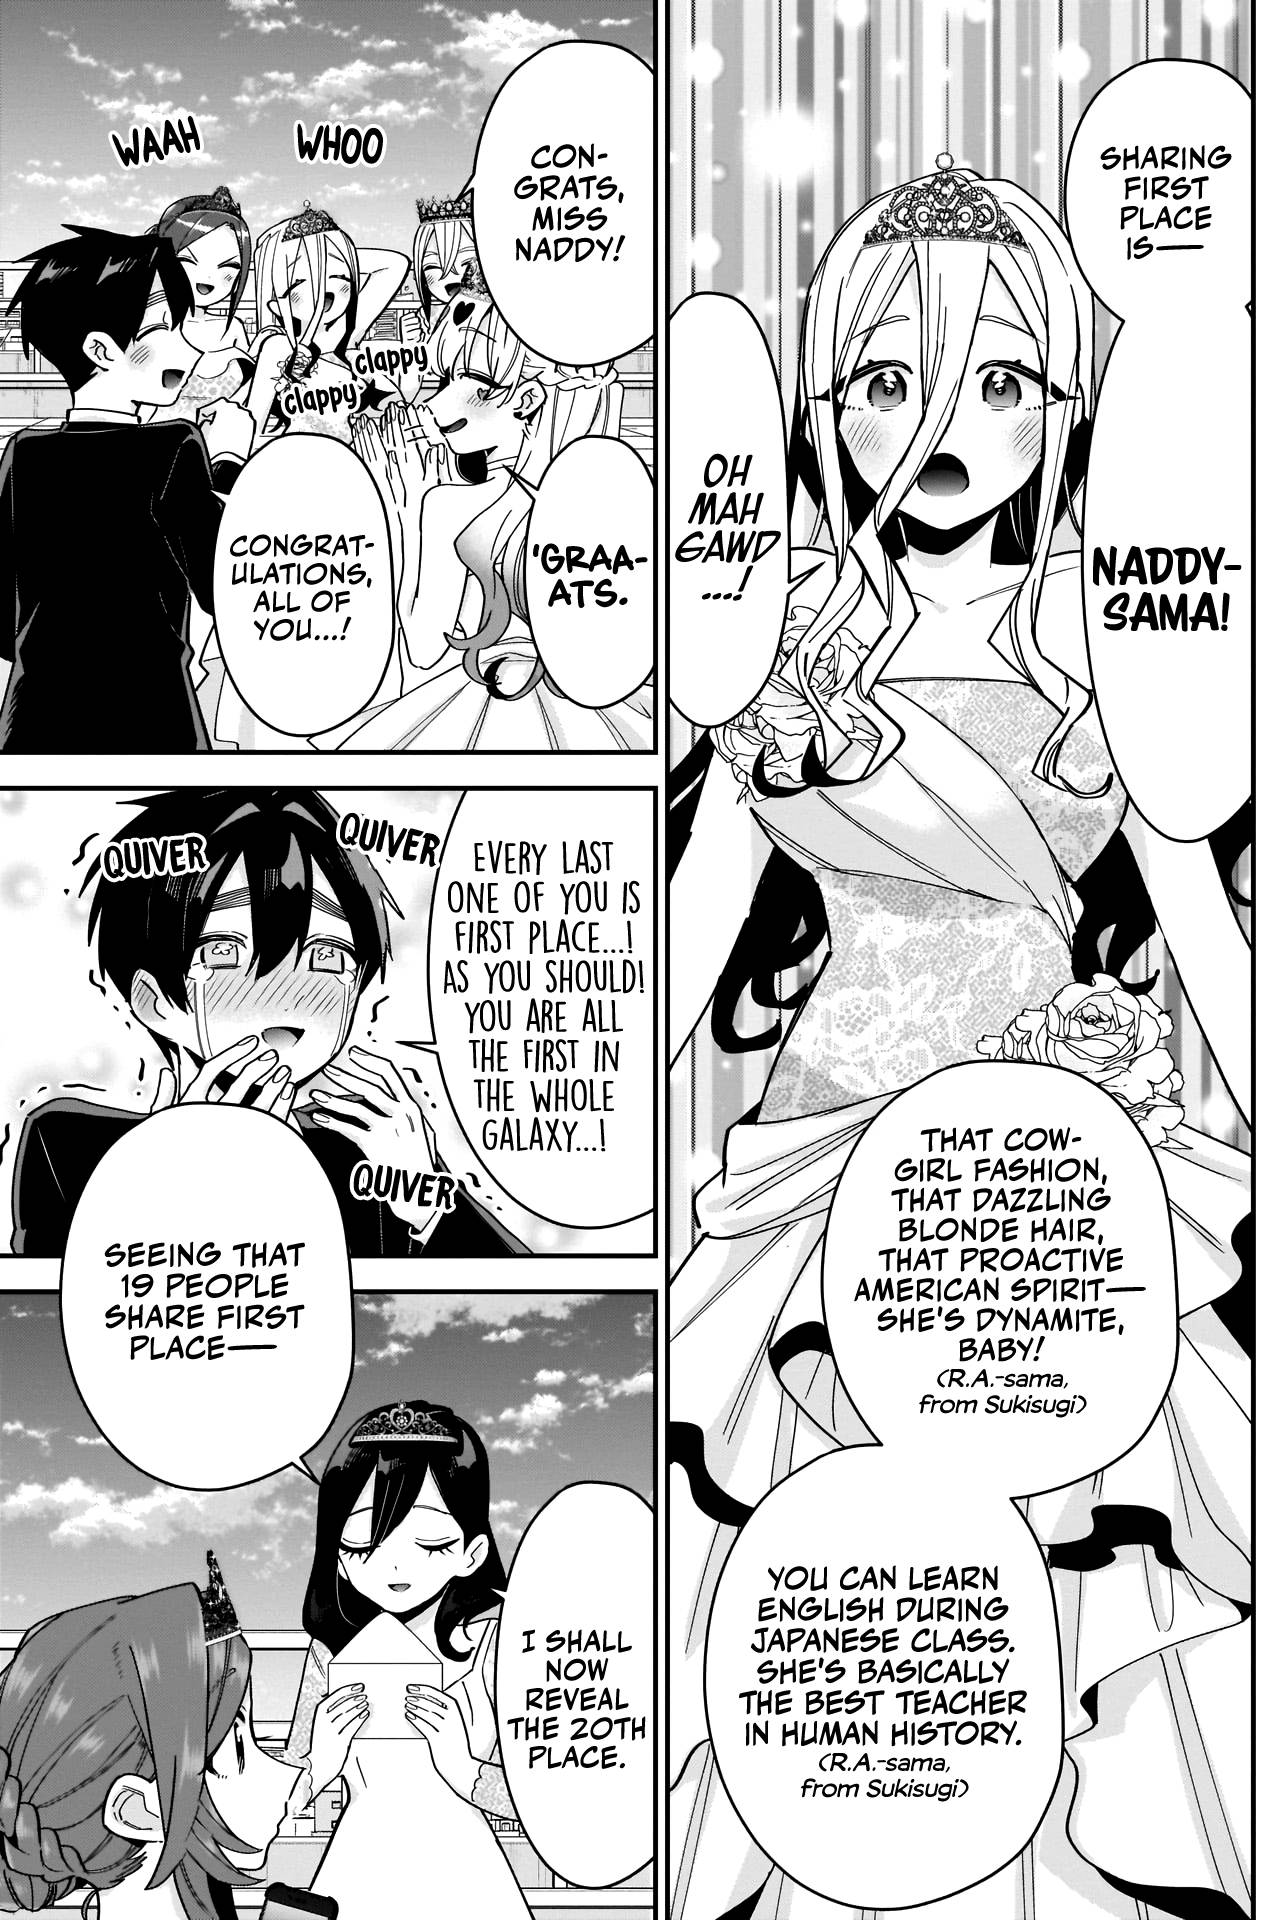 SHARING
FIRST
PLACE
IS—
NADDY-
SAMA!
OH
MAH
GAWD
...!
THAT COW-
GIRL FASHION,
THAT DAZZLING
BLONDE HAIR,
THAT PROACTIVE
AMERICAN SPIRIT—
SHE'S DYNAMITE,
BABY!
(R.A.-sama,
from Sukisugi)
YOU CAN LEARN
ENGLISH DURING
JAPANESE CLASS.
SHE'S BASICALLY
THE BEST TEACHER
IN HUMAN HISTORY.
(R.A.-sama,
from Sukisugi)
CON-
GRATS,
MISS
NADDY!
WHOO
WAAH
clappy
clappy
'GRAA-
ATS.
CONGRAT-
ULATIONS,
ALL OF
YOU...!
EVERY LAST
ONE OF YOU IS
FIRST PLACE...!
AS YOU SHOULD!
YOU ARE ALL
THE FIRST IN
THE WHOLE
GALAXY...!
QUIVER
QUIVER
QUIVER
SEEING THAT
19 PEOPLE
SHARE FIRST
PLACE—
I SHALL
NOW
REVEAL
THE 20TH
PLACE.